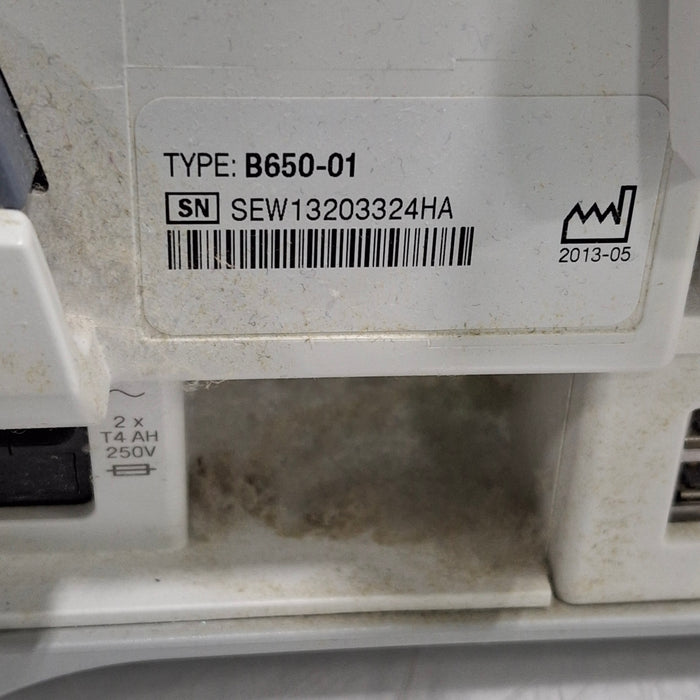 TYPE: B650-01
SN SEW13203324HA
2013-05
2 x
T4 AH
250V